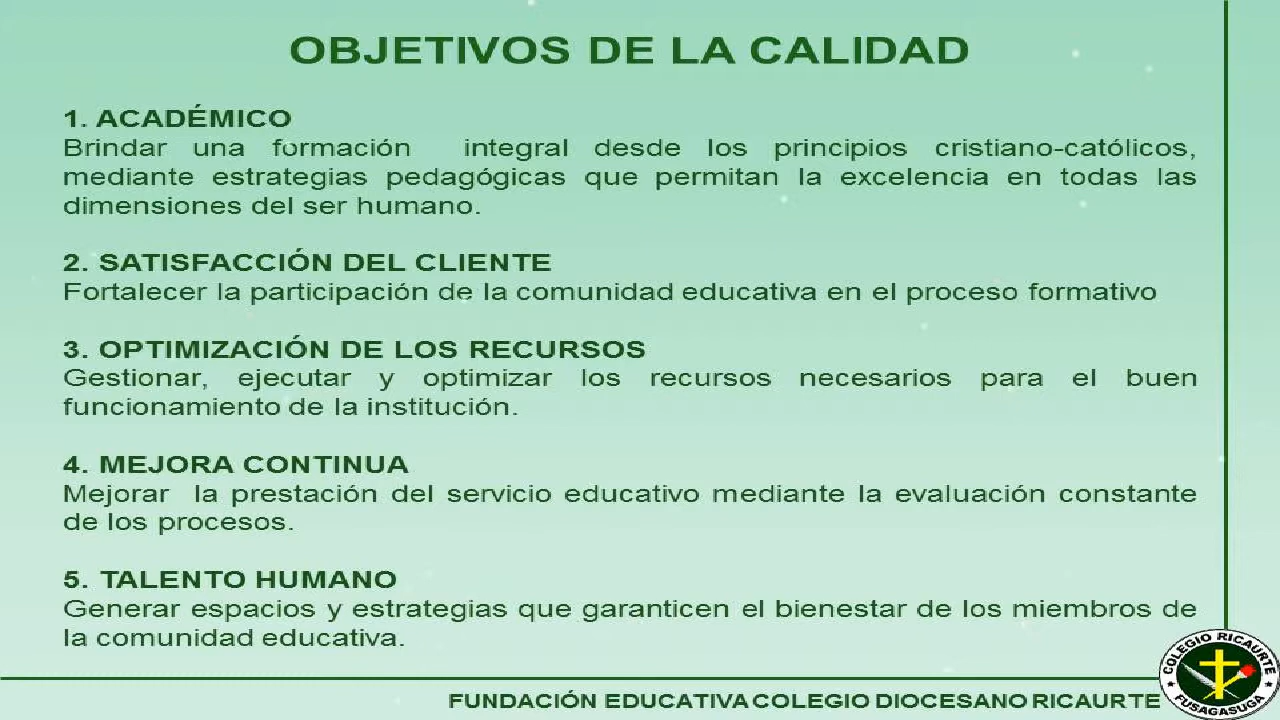 OBJETIVOS DE LA CALIDAD
1. ACADÉMICO
Brindar una formación integral desde los principios cristiano-católicos,
mediante estrategias pedagógicas que permitan la excelencia en todas las
dimensiones del ser humano.
2. SATISFACCIÓN DEL CLIENTE
Fortalecer la participación de la comunidad educativa en el proceso formativo
3. OPTIMIZACIÓN DE LOS RECURSOS
Gestionar, ejecutar y optimizar los recursos necesarios para el buen
funcionamiento de la institución.
4. MEJORA CONTINUA
Mejorar la prestación del servicio educativo mediante la evaluación constante
de los procesos.
5. TALENTO HUMANO
Generar espacios y estrategias que garanticen el bienestar de los miembros de
la comunidad educativa.
FUNDACIÓN EDUCATIVA COLEGIO DIOCESANO RICAURTE
COLEGIO RICAURTE
FUSAGASUGA